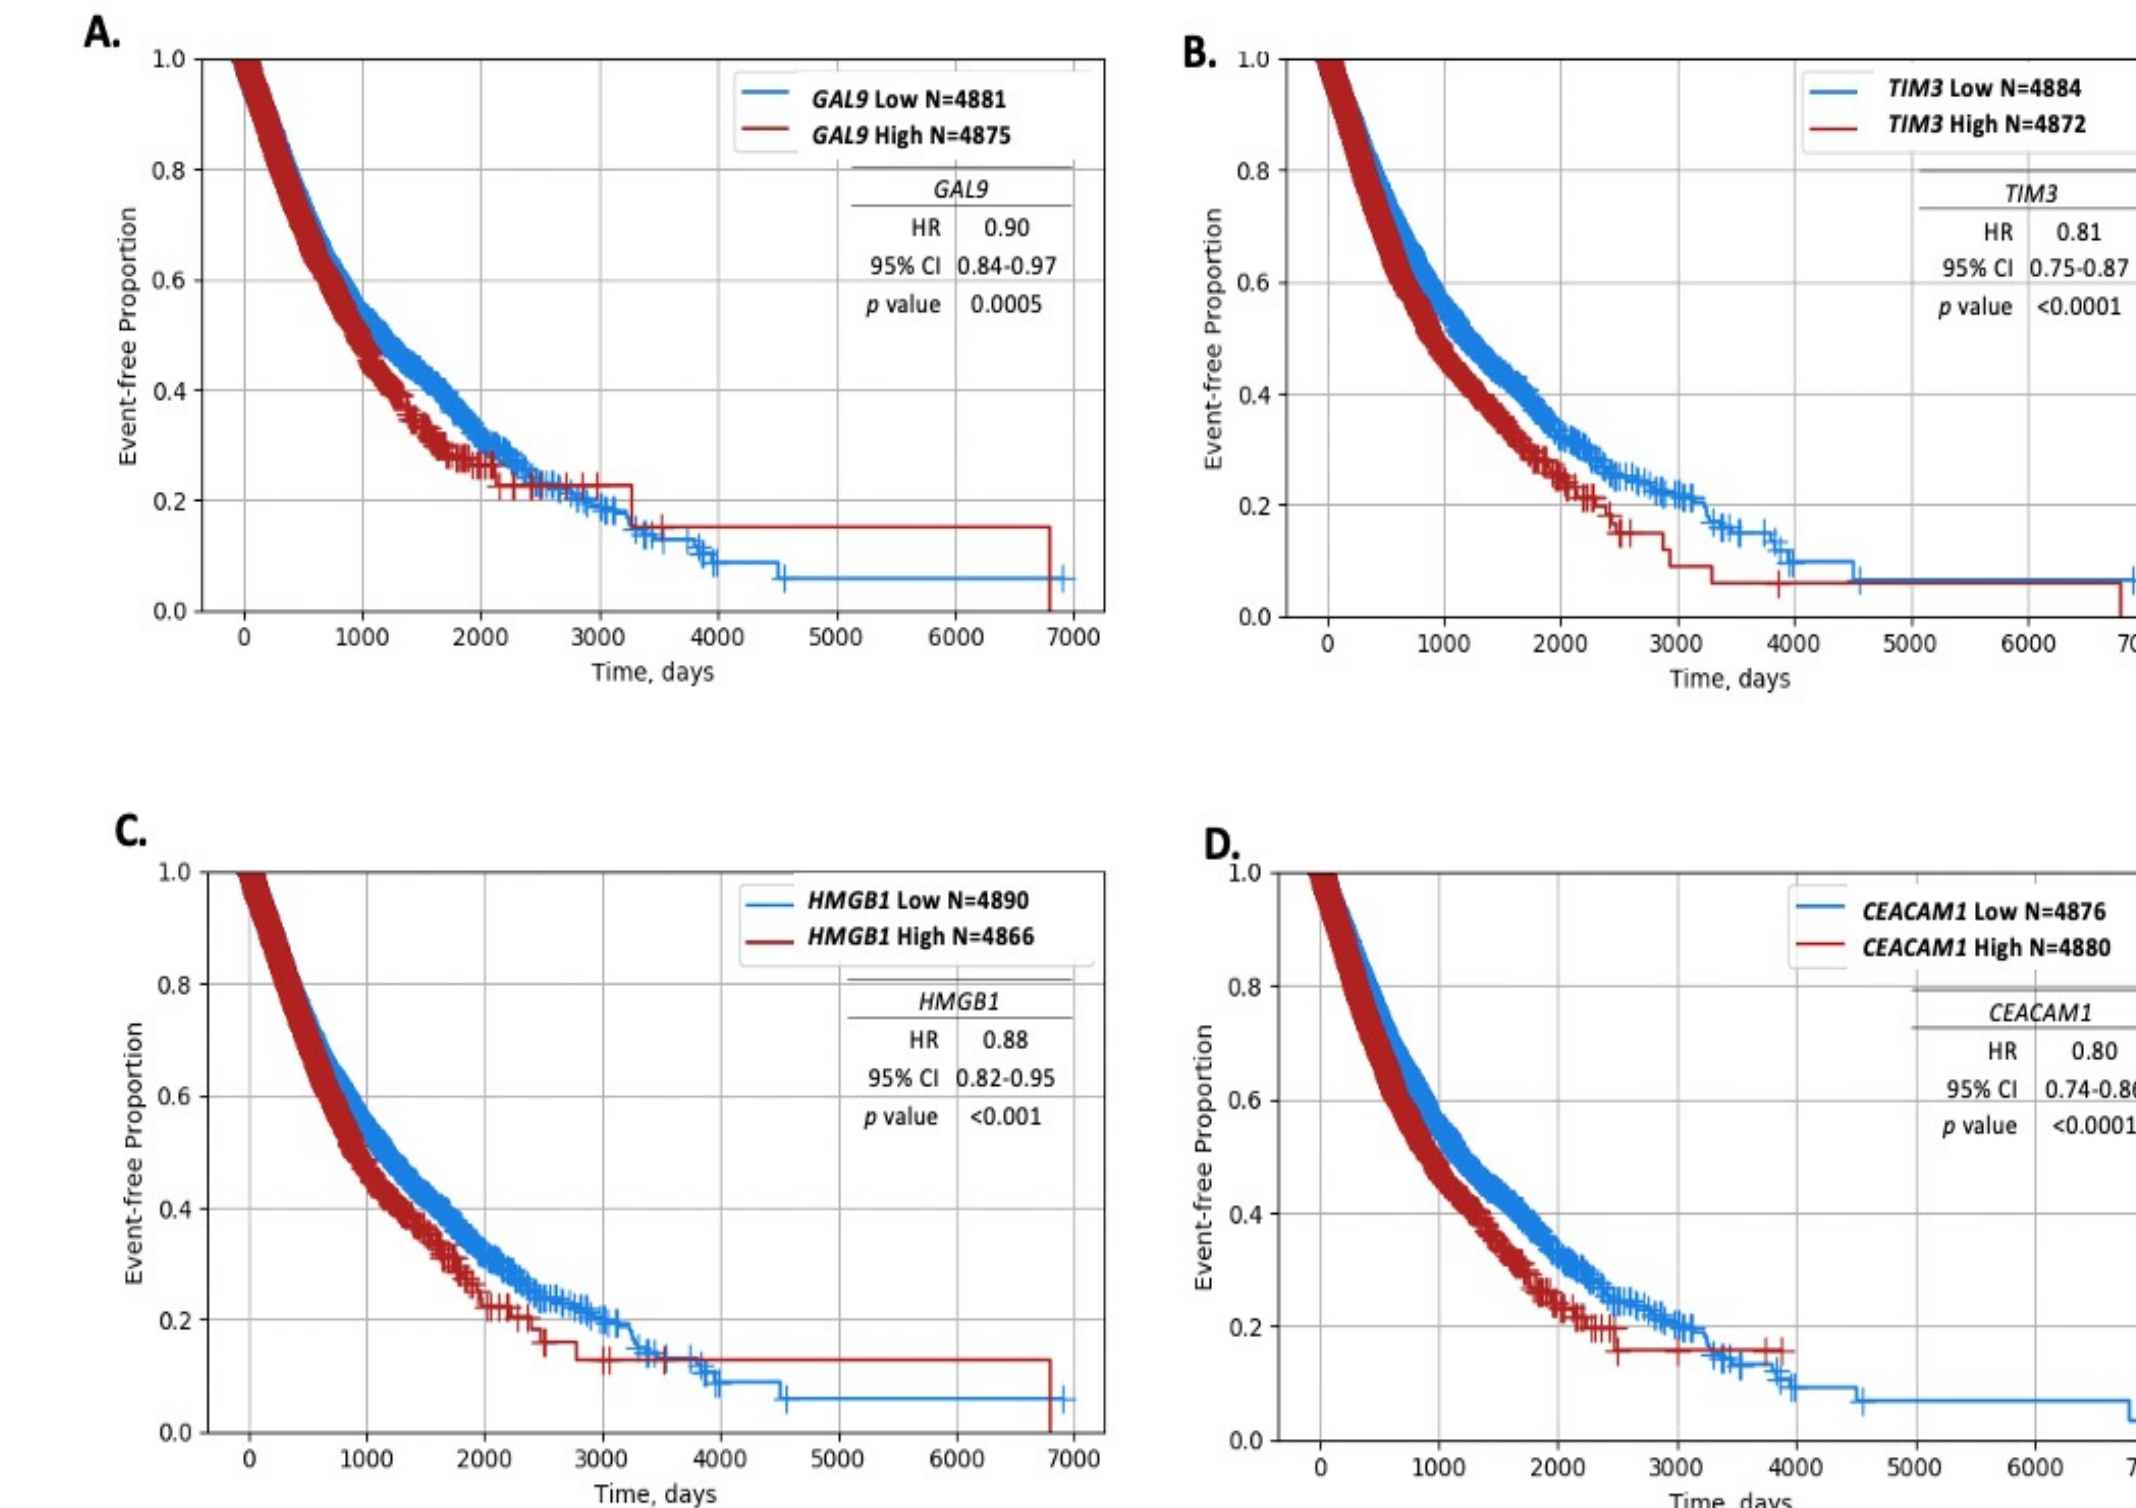 A.
1.0
0.8
0.6
0.4
0.2
0.0
Event-free Proportion
GAL9 Low N=4881
GAL9 High N=4875
GAL9
HR 0.90
95% CI 0.84-0.97
p value 0.0005
0 1000 2000 3000 4000 5000 6000 7000
Time, days
B.
1.0
0.8
0.6
0.4
0.2
0.0
Event-free Proportion
TIM3 Low N=4884
TIM3 High N=4872
TIM3
HR 0.81
95% CI 0.75-0.87
p value <0.0001
0 1000 2000 3000 4000 5000 6000
Time, days
C.
1.0
0.8
0.6
0.4
0.2
0.0
Event-free Proportion
HMGB1 Low N=4890
HMGB1 High N=4866
HMGB1
HR 0.88
95% CI 0.82-0.95
p value <0.001
0 1000 2000 3000 4000 5000 6000 7000
Time, days
D.
1.0
0.8
0.6
0.4
0.2
0.0
Event-free Proportion
CEACAM1 Low N=4876
CEACAM1 High N=4880
CEACAM1
HR 0.80
95% CI 0.74-0.86
p value <0.0001
0 1000 2000 3000 4000 5000 6000
Time, days